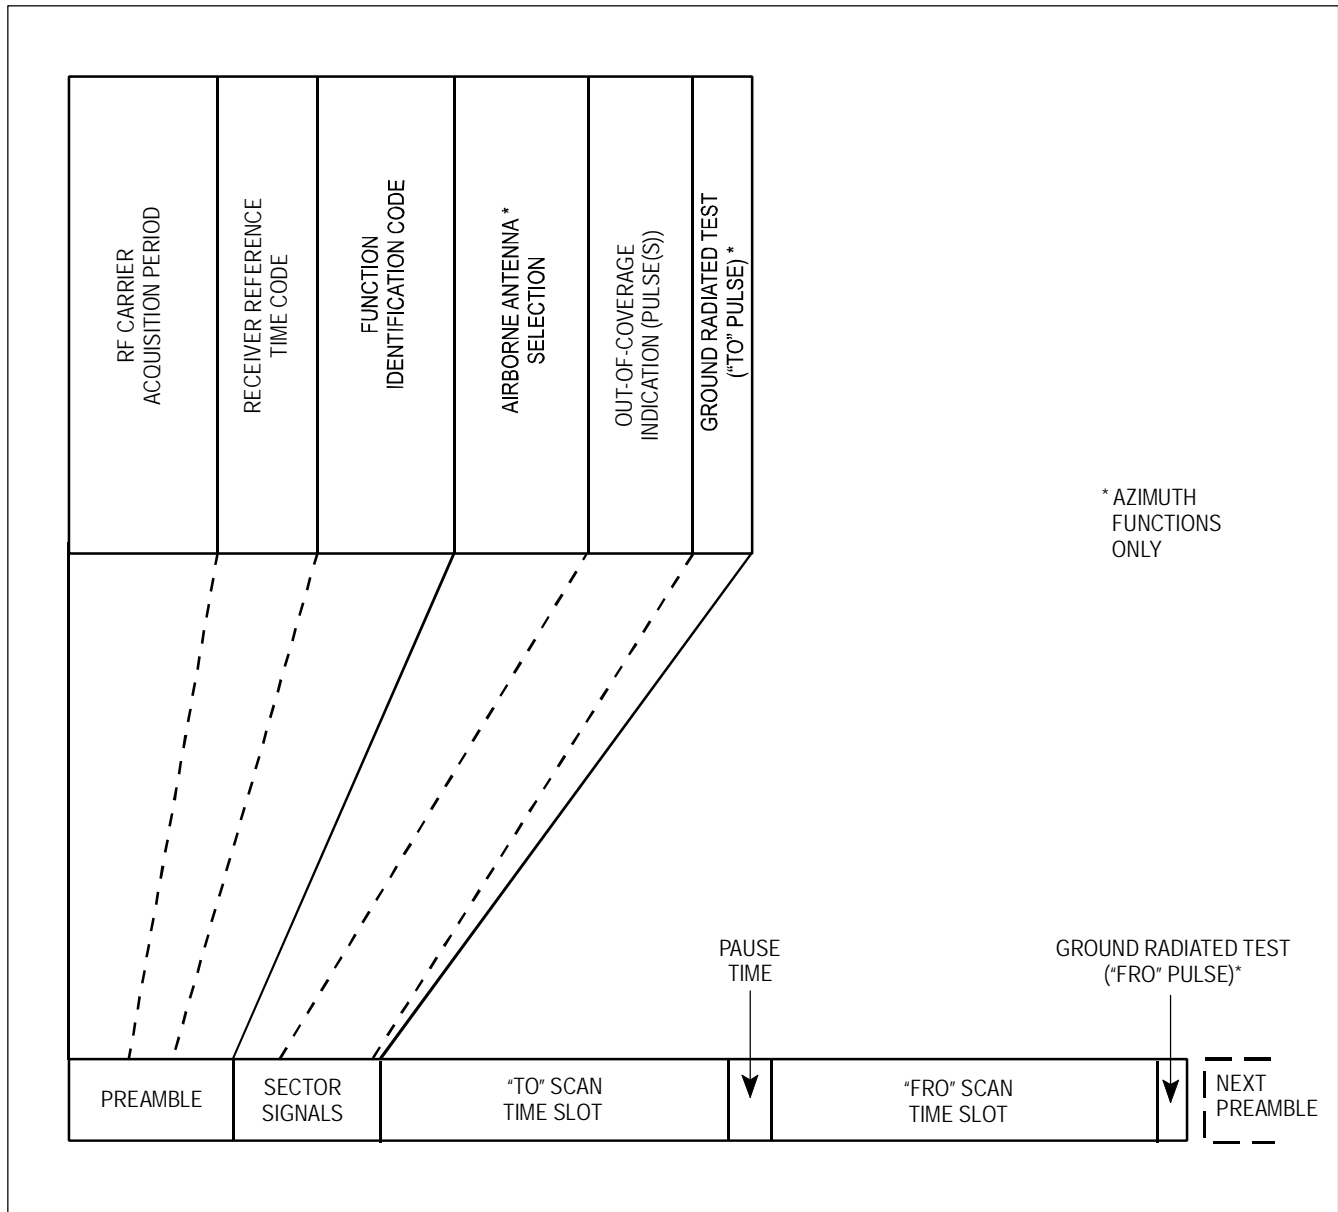 RF CARRIER
ACQUISITION PERIOD
RECEIVER REFERENCE
TIME CODE
FUNCTION
IDENTIFICATION CODE
AIRBORNE ANTENNA *
SELECTION
OUT-OF-COVERAGE
INDICATION (PULSE(S))
GROUND RADIATED TEST
(“TO” PULSE) *
* AZIMUTH
FUNCTIONS
ONLY
PAUSE
TIME
GROUND RADIATED TEST
(“FRO” PULSE)*
PREAMBLE
SECTOR
SIGNALS
“TO” SCAN
TIME SLOT
“FRO” SCAN
TIME SLOT
NEXT
PREAMBLE